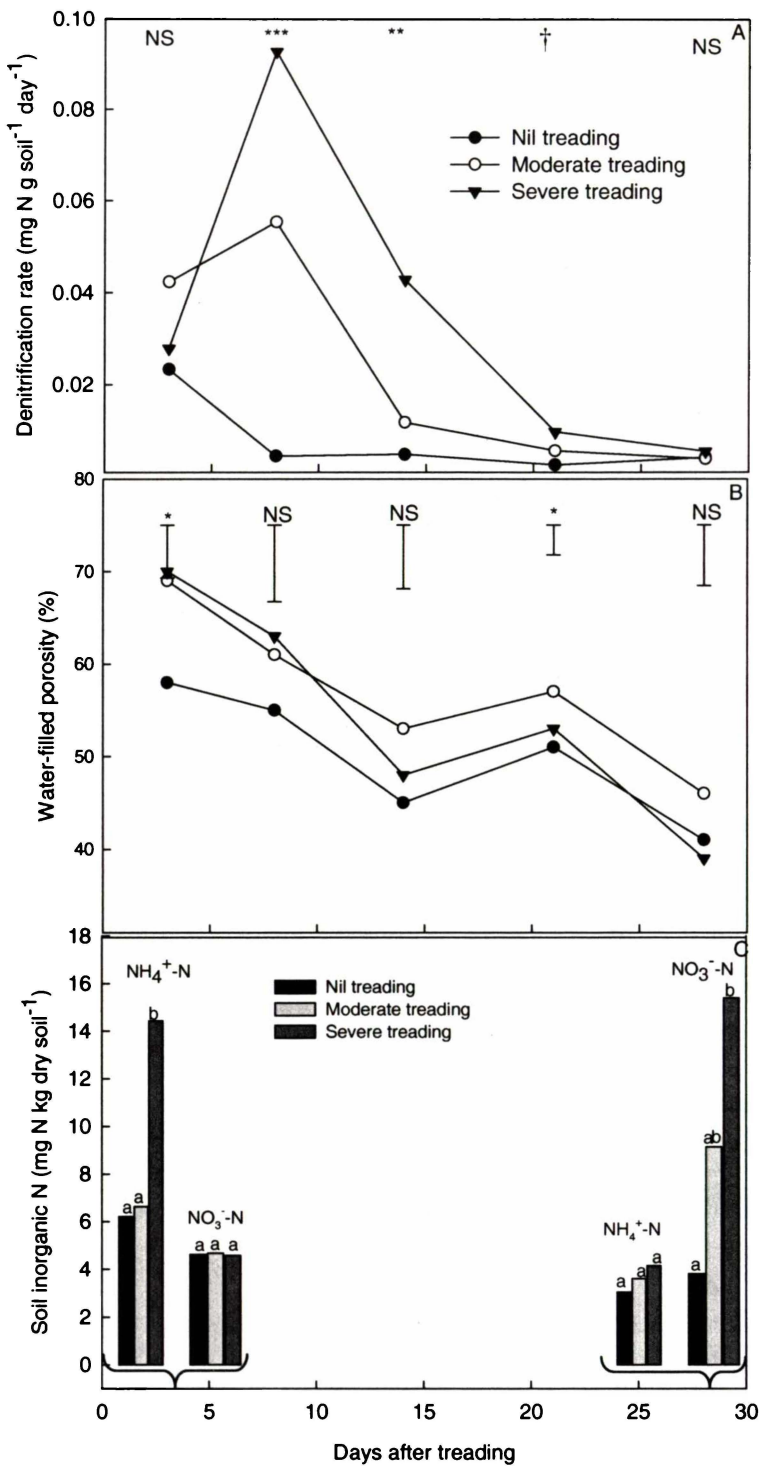 0.10
0.08
0.06
0.04
0.02
Denitrification rate (mg N g soil⁻¹ day⁻¹)
NS *** ** † NS
A
Nil treading
Moderate treading
Severe treading
80
70
60
50
40
Water-filled porosity (%)
* NS NS * NS
B
18
16
14
12
10
8
6
4
2
0
Soil inorganic N (mg N kg dry soil⁻¹)
C
NH₄⁺-N
a a b
NO₃⁻-N
a a a
Nil treading
Moderate treading
Severe treading
NH₄⁺-N
a a a
NO₃⁻-N
a ab b
0 5 10 15 20 25 30
Days after treading